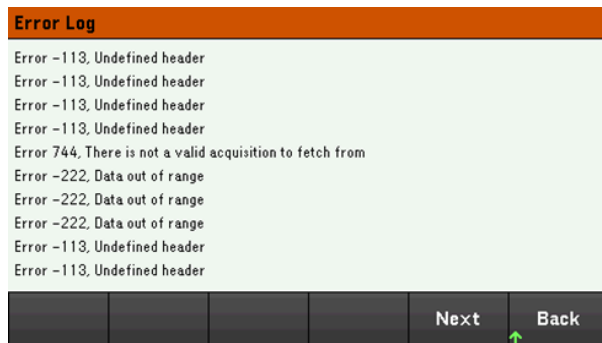 Error Log
Error -113, Undefined header
Error -113, Undefined header
Error -113, Undefined header
Error -113, Undefined header
Error 744, There is not a valid acquisition to fetch from
Error -222, Data out of range
Error -222, Data out of range
Error -222, Data out of range
Error -113, Undefined header
Error -113, Undefined header
Next Back